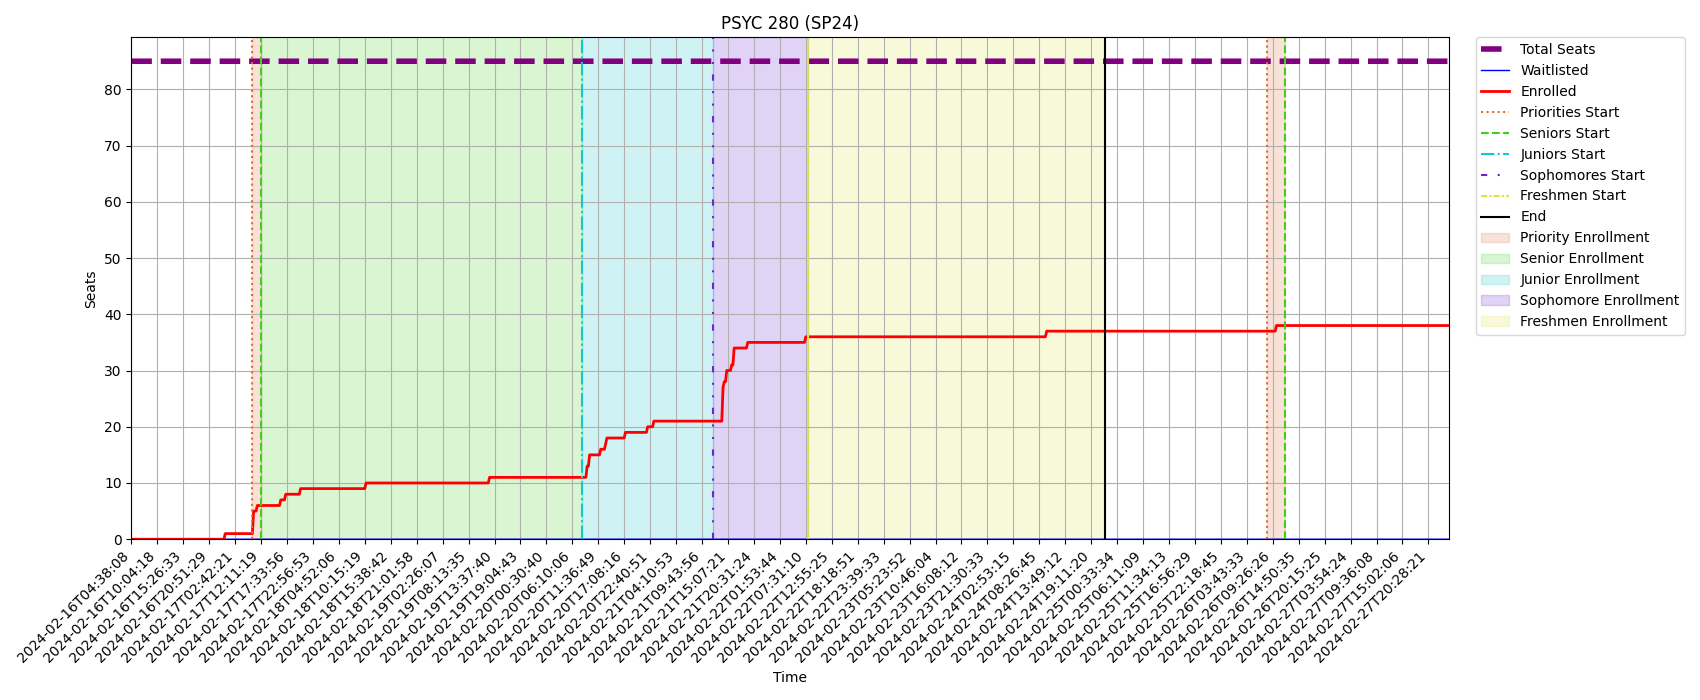 PSYC 280 (SP24)
Seats
80
70
60
50
40
30
20
10
0
2024-02-16T04:38:08
2024-02-16T10:04:18
2024-02-16T15:26:33
2024-02-16T20:51:29
2024-02-17T02:42:21
2024-02-17T12:11:19
2024-02-17T17:33:56
2024-02-17T22:56:53
2024-02-18T04:52:06
2024-02-18T10:15:19
2024-02-18T15:38:42
2024-02-18T21:01:58
2024-02-19T02:26:07
2024-02-19T08:13:35
2024-02-19T13:37:40
2024-02-19T19:04:43
2024-02-20T00:30:40
2024-02-20T06:10:06
2024-02-20T11:36:49
2024-02-20T17:08:16
2024-02-20T22:40:51
2024-02-21T04:10:53
2024-02-21T09:43:56
2024-02-21T15:07:21
2024-02-21T20:31:24
2024-02-22T01:53:44
2024-02-22T07:31:10
2024-02-22T12:55:25
2024-02-22T18:18:51
2024-02-22T23:39:33
2024-02-23T05:23:52
2024-02-23T10:46:04
2024-02-23T16:08:12
2024-02-23T21:30:33
2024-02-24T02:53:15
2024-02-24T08:26:45
2024-02-24T13:49:12
2024-02-24T19:11:20
2024-02-25T00:33:34
2024-02-25T06:11:09
2024-02-25T11:34:13
2024-02-25T16:56:29
2024-02-25T22:18:45
2024-02-26T03:43:33
2024-02-26T09:26:26
2024-02-26T14:50:35
2024-02-26T20:15:25
2024-02-27T03:54:24
2024-02-27T09:36:08
2024-02-27T15:02:06
2024-02-27T20:28:21
Time
Total Seats
Waitlisted
Enrolled
Priorities Start
Seniors Start
Juniors Start
Sophomores Start
Freshmen Start
End
Priority Enrollment
Senior Enrollment
Junior Enrollment
Sophomore Enrollment
Freshmen Enrollment